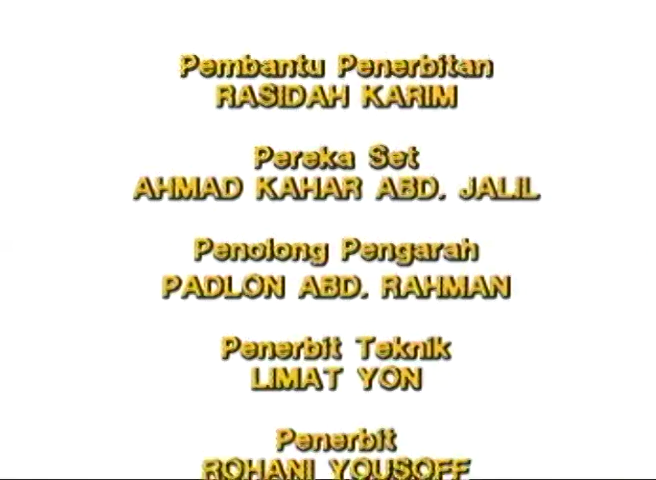 Pembantu Penerbitan
RASIDAH KARIM
Pereka Set
AHMAD KAHAR ABD. JALIL
Penolong Pengarah
PADLON ABD. RAHMAN
Penerbit Teknik
LIMAT YON
Penerbit
ROHANI YOUSOFF